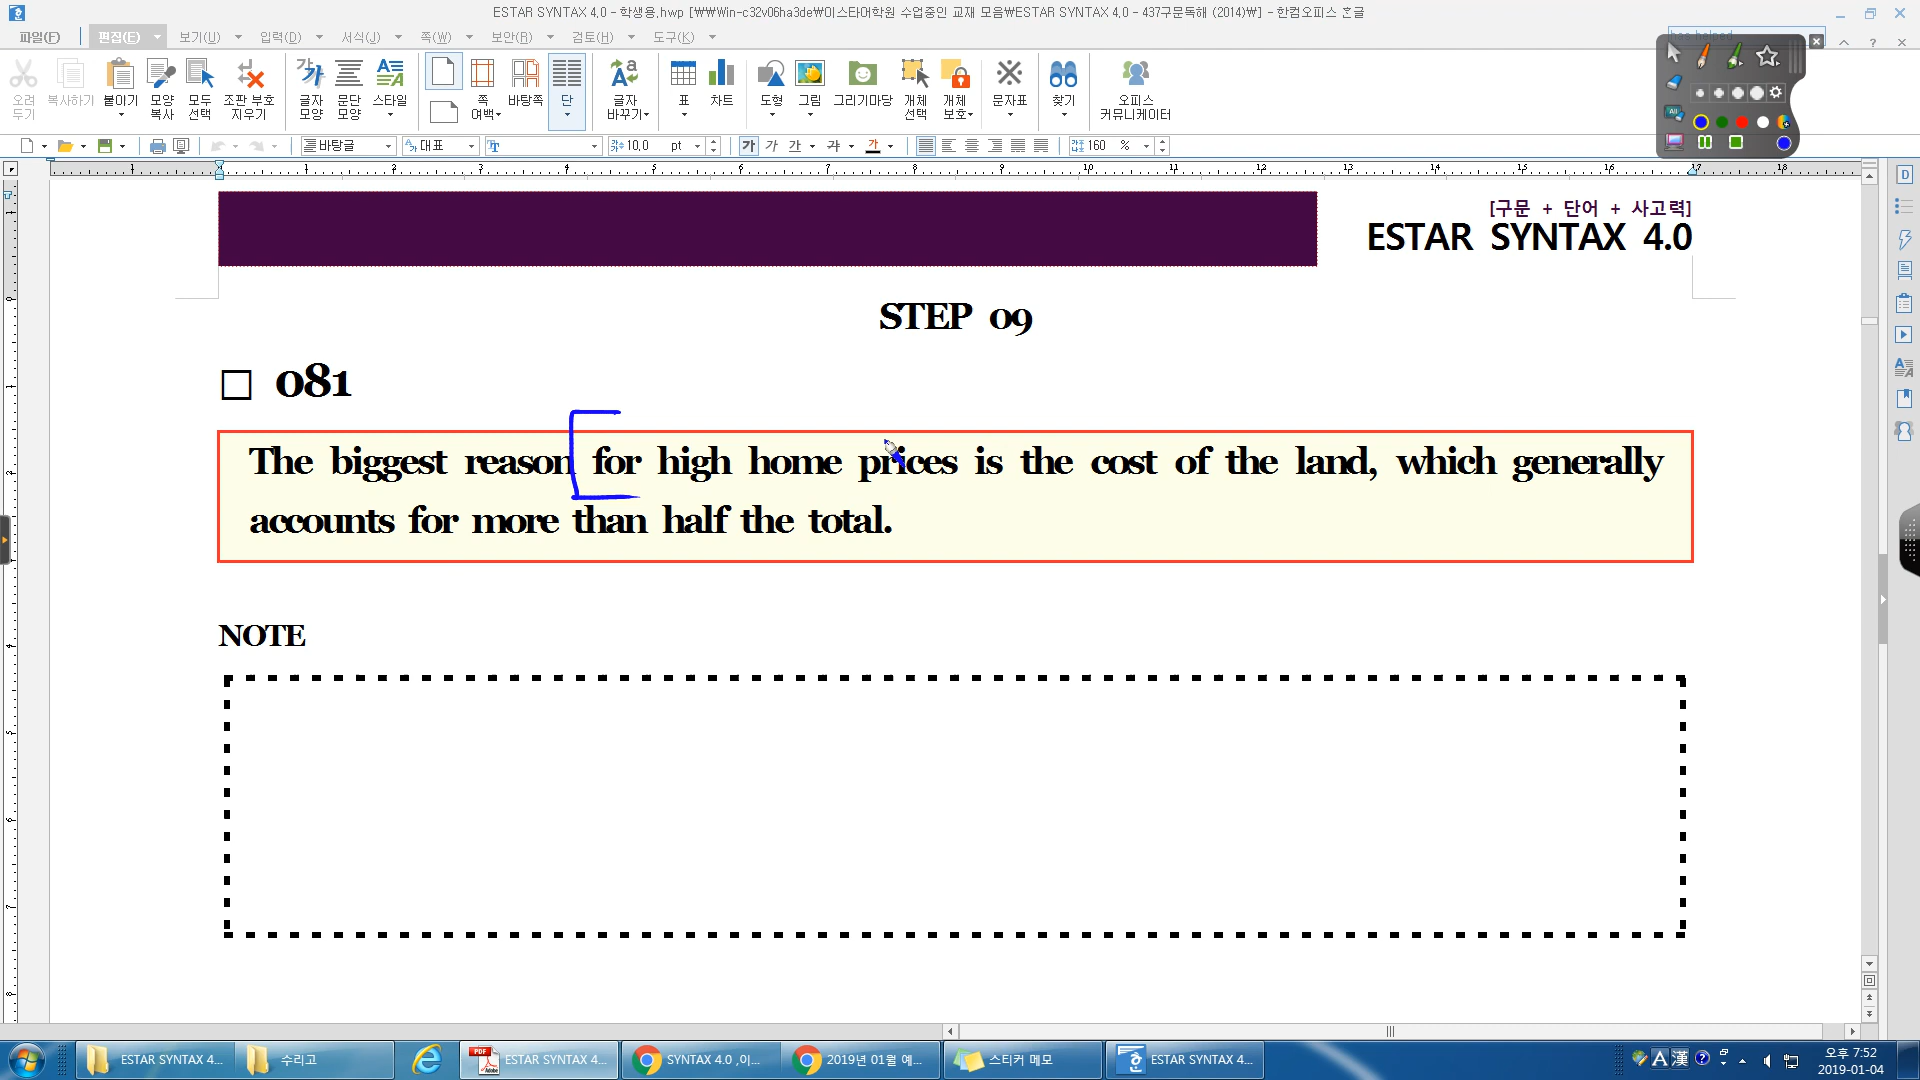 ESTAR SYNTAX 4.0 - 학생용.hwp [₩₩Win-c32v06ha3de₩이스타어학원 수업중인 교재 모음₩ESTAR SYNTAX 4.0 - 437구문독해 (2014)₩] - 한컴오피스 흔글
파일(F) 편집(E) 보기(U) 입력(D) 서식(J) 쪽(W) 보안(R) 검토(H) 도구(K)
오려 두기 복사하기 붙이기 모양 복사 모두 선택 조판 부호 지우기 글자 모양 문단 모양 스타일 쪽 여백 바탕쪽 단 글자 바꾸기 표 차트 도형 그림 그리기마당 개체 선택 개체 보호 문자표 찾기 오피스 커뮤니케이터
바탕글 대표 10.0 pt 가 가 가 가 가 160 %
[구문 + 단어 + 사고력]
ESTAR SYNTAX 4.0
STEP 09
□ 081
The biggest reason for high home prices is the cost of the land, which generally
accounts for more than half the total.
NOTE
ESTAR SYNTAX 4... 수리고 ESTAR SYNTAX 4... SYNTAX 4.0 ,이... 2019년 01월 예... 스티커 메모 ESTAR SYNTAX 4...
A 漢
오후 7:52
2019-01-04